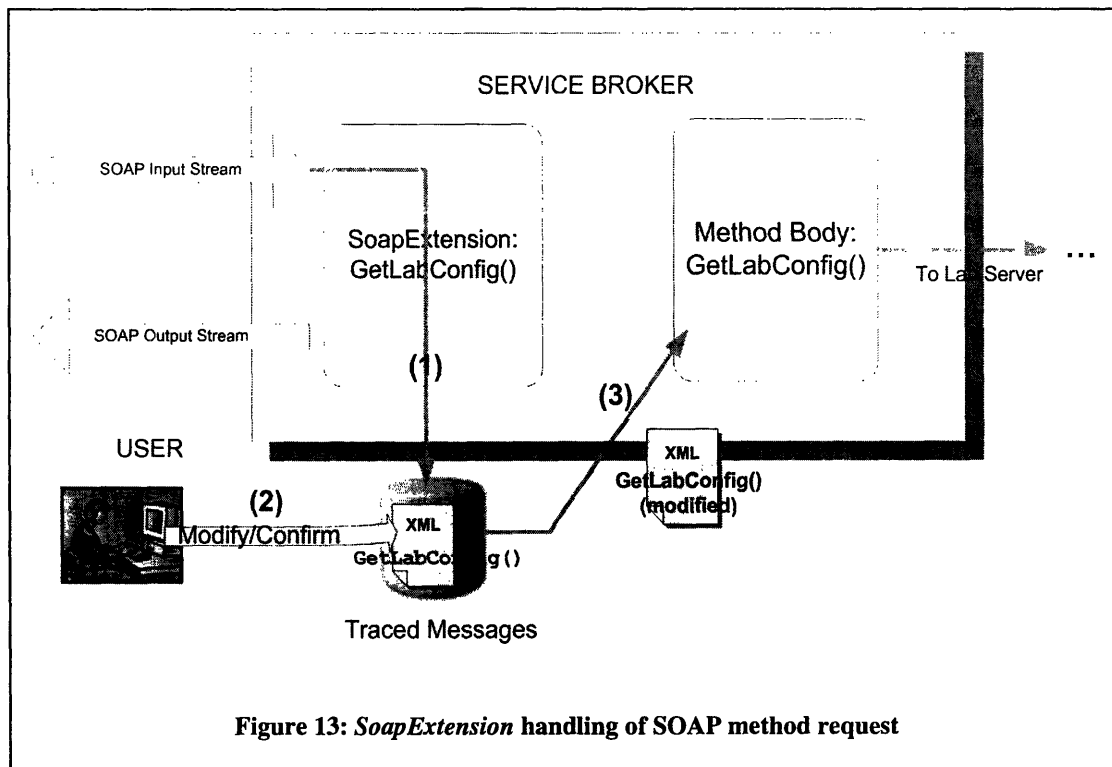 SERVICE BROKER
SOAP Input Stream
SoapExtension:
GetLabConfig()
Method Body:
GetLabConfig()
To Lab Server
...
SOAP Output Stream
(1)
(3)
USER
XML
GetLabConfig()
(modified)
(2)
Modify/Confirm
XML
GetLabConfig()
Traced Messages
Figure 13: SoapExtension handling of SOAP method request